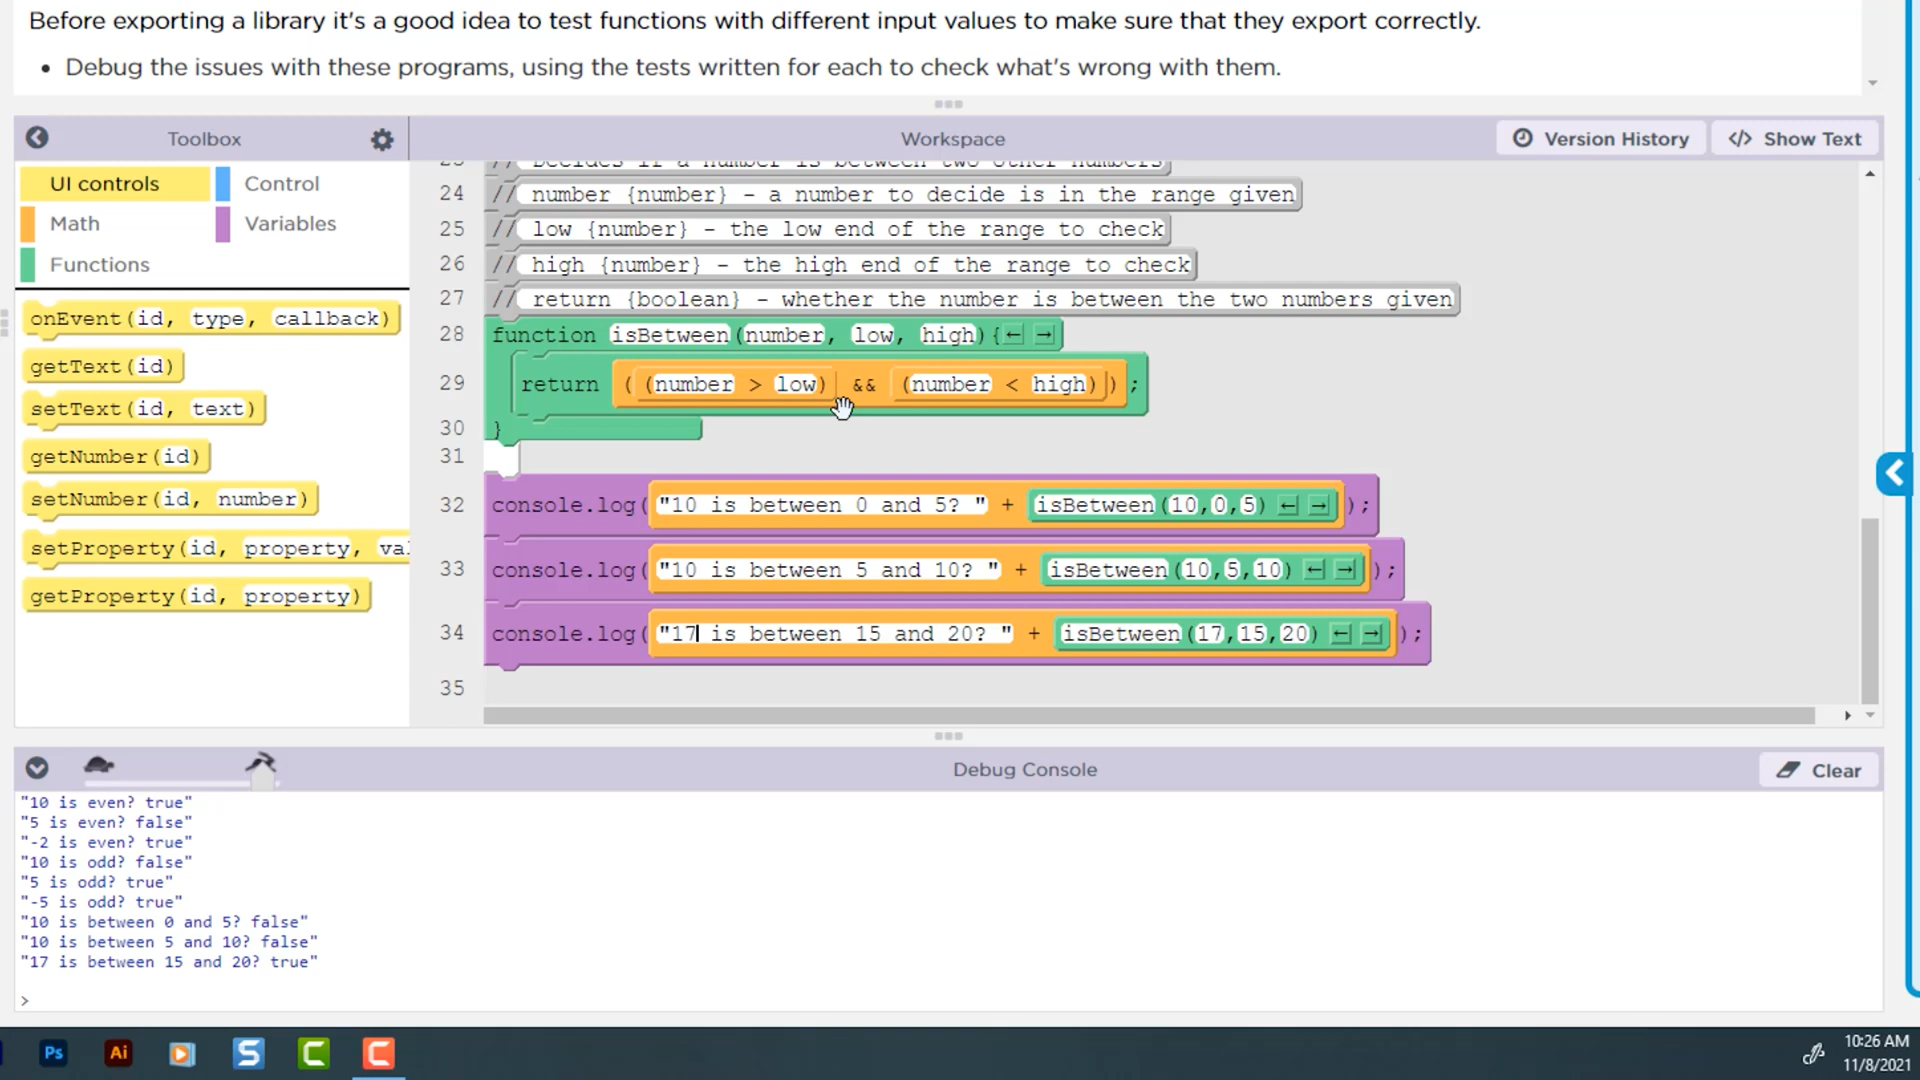 Before exporting a library it's a good idea to test functions with different input values to make sure that they export correctly.
• Debug the issues with these programs, using the tests written for each to check what's wrong with them.
Toolbox
Workspace
Version History
</> Show Text
UI controls
Control
Math
Variables
Functions
onEvent(id, type, callback)
getText(id)
setText(id, text)
getNumber(id)
setNumber(id, number)
setProperty(id, property, val
getProperty(id, property)
23 // Decides if a number is between two other numbers
24 // number {number} - a number to decide is in the range given
25 // low {number} - the low end of the range to check
26 // high {number} - the high end of the range to check
27 // return {boolean} - whether the number is between the two numbers given
28 function isBetween(number, low, high){← →
29 return ((number > low) && (number < high));
30 }
31
32 console.log("10 is between 0 and 5? " + isBetween(10,0,5) ← →);
33 console.log("10 is between 5 and 10? " + isBetween(10,5,10) ← →);
34 console.log("17 is between 15 and 20? " + isBetween(17,15,20) ← →);
35
Debug Console
Clear
"10 is even? true"
"5 is even? false"
"-2 is even? true"
"10 is odd? false"
"5 is odd? true"
"-5 is odd? true"
"10 is between 0 and 5? false"
"10 is between 5 and 10? false"
"17 is between 15 and 20? true"
>
Ps
Ai
S
C
C
10:26 AM
11/8/2021